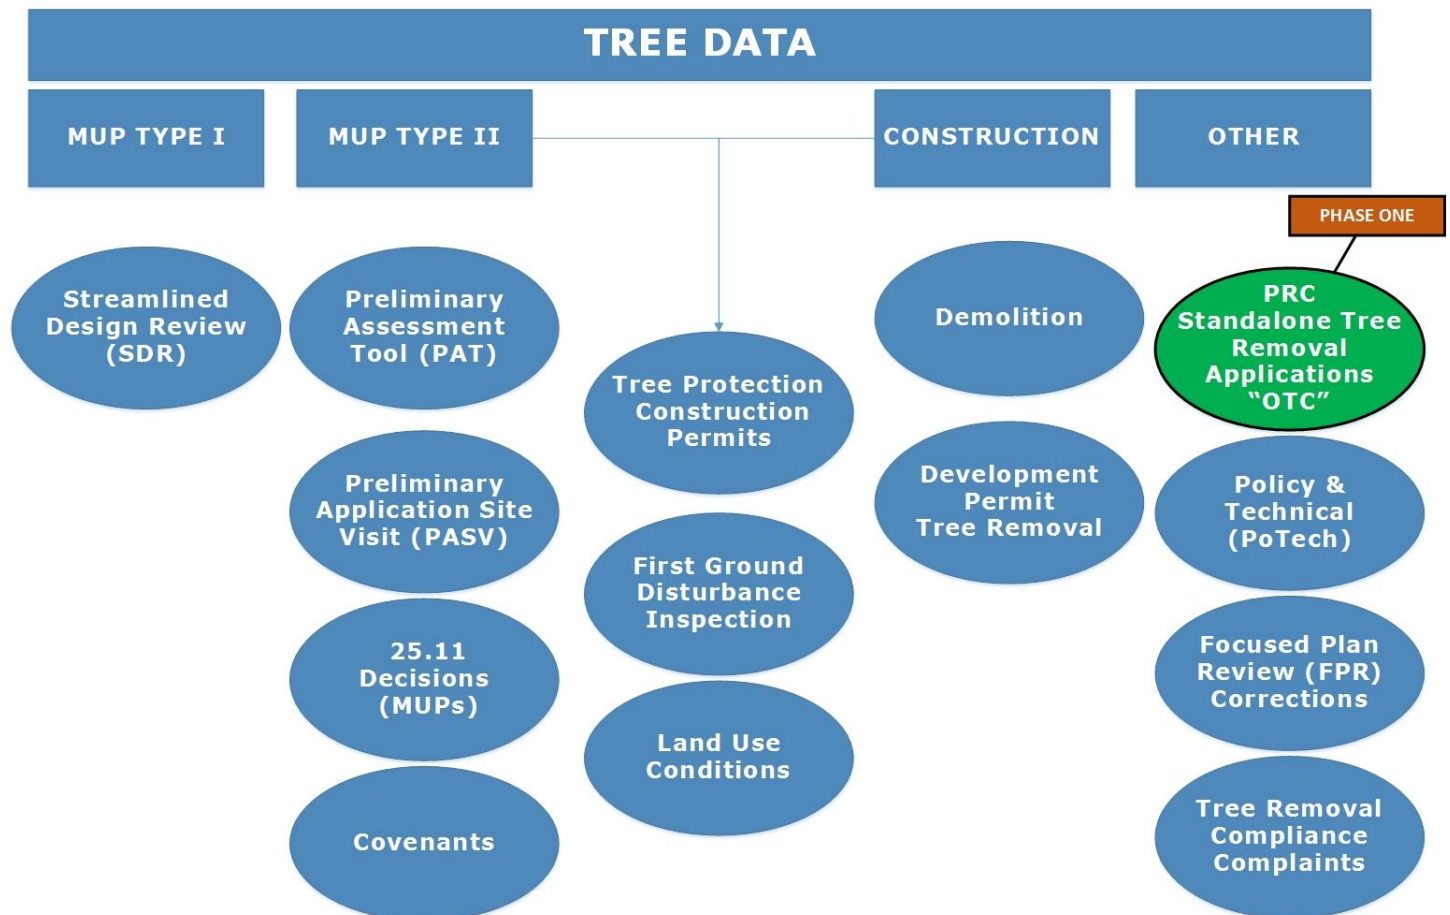 TREE DATA
MUP TYPE I
MUP TYPE II
CONSTRUCTION
OTHER
PHASE ONE
Streamlined
Design Review
(SDR)
Preliminary
Assessment
Tool (PAT)
Preliminary
Application Site
Visit (PASV)
25.11
Decisions
(MUPs)
Covenants
Tree Protection
Construction
Permits
First Ground
Disturbance
Inspection
Land Use
Conditions
Demolition
Development
Permit
Tree Removal
PRC
Standalone Tree
Removal
Applications
“OTC”
Policy &
Technical
(PoTech)
Focused Plan
Review (FPR)
Corrections
Tree Removal
Compliance
Complaints